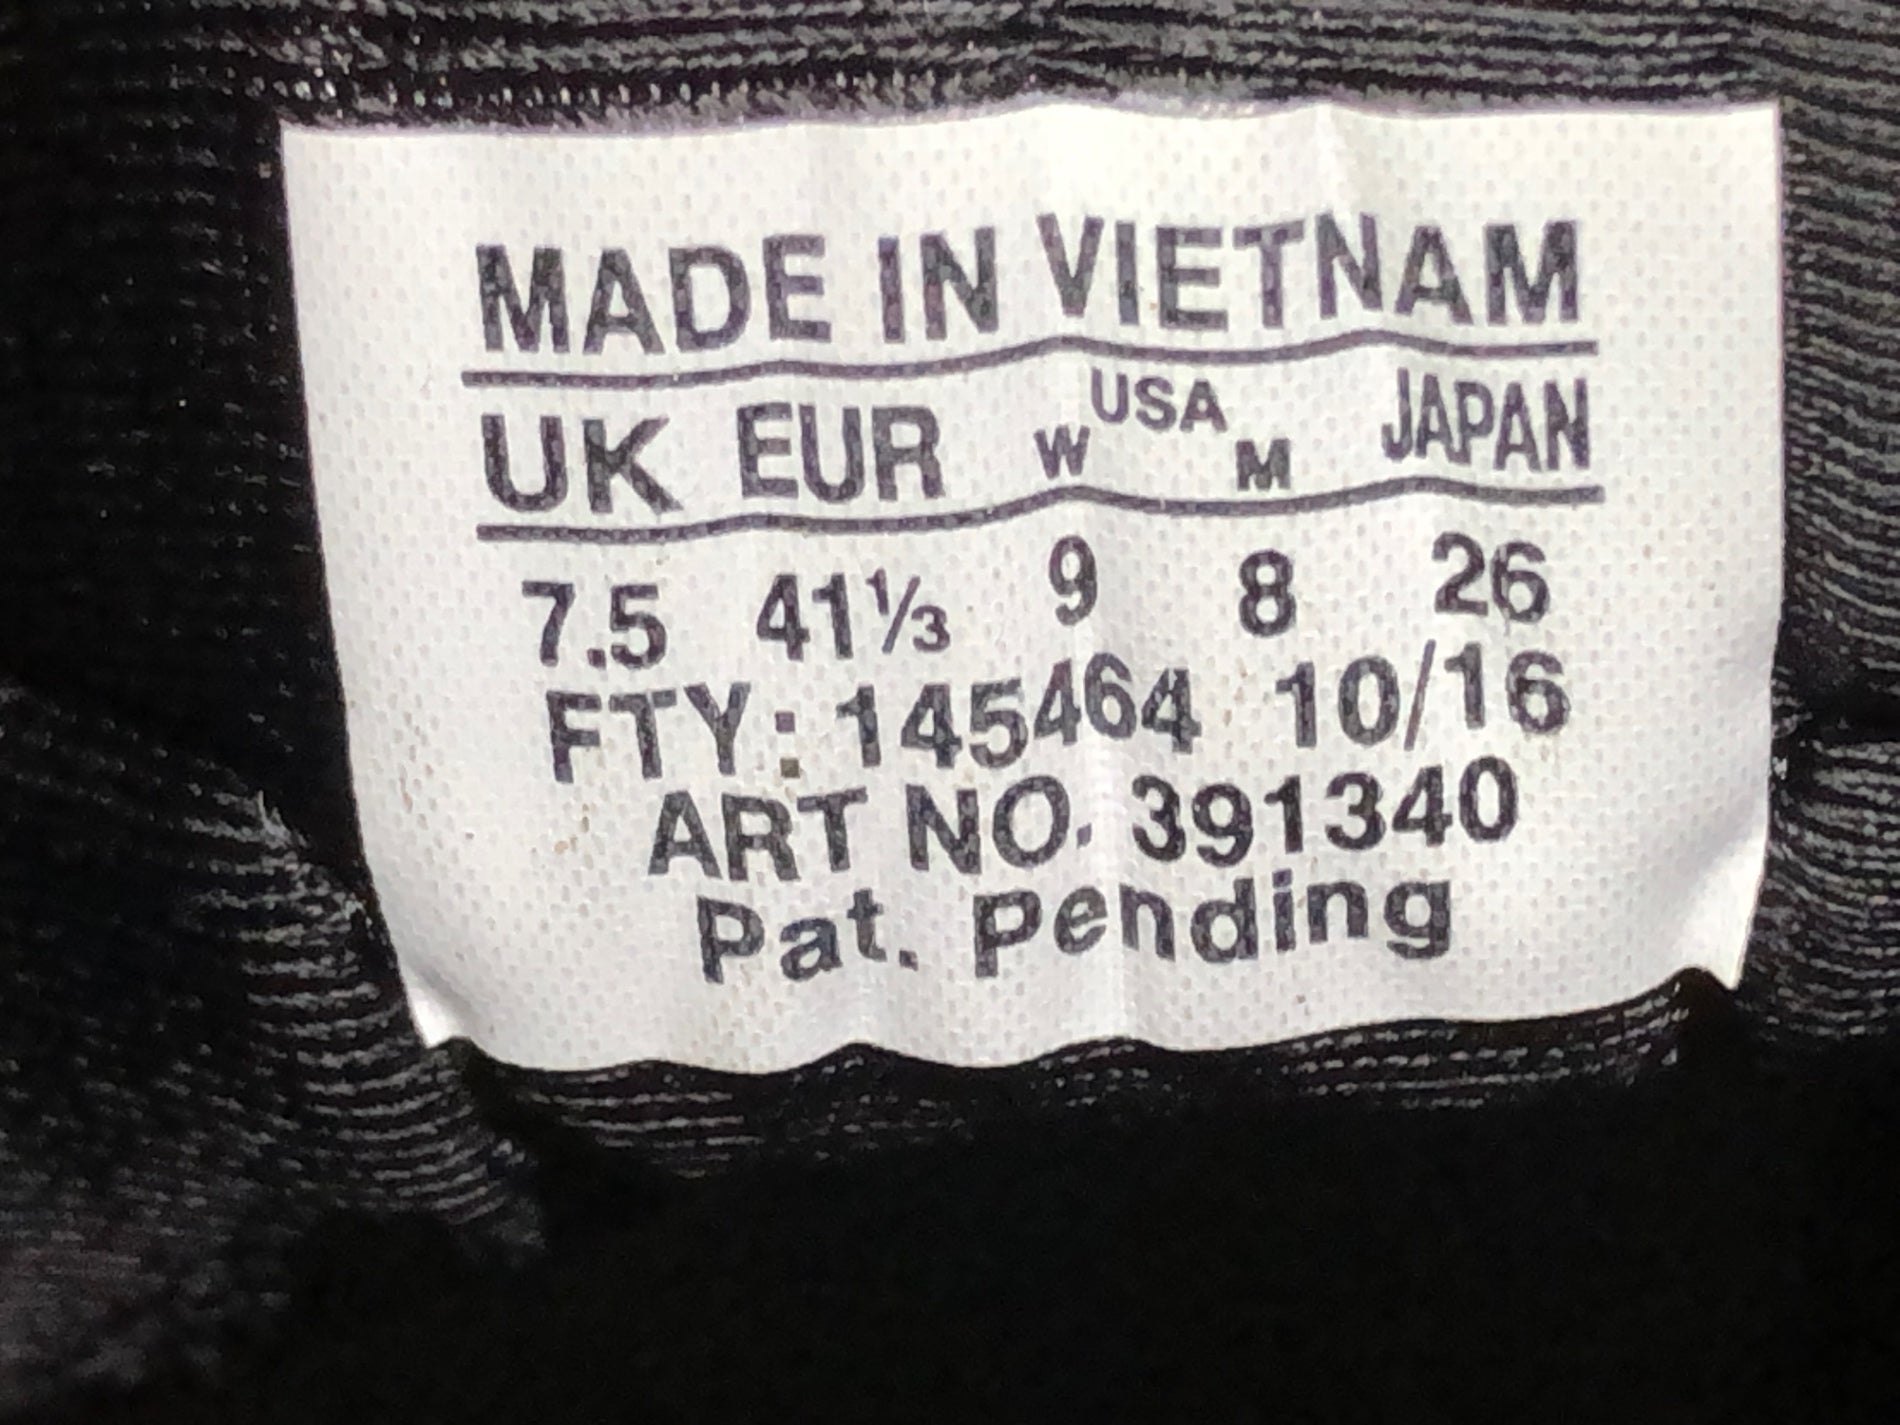 MADE IN VIETNAM
UK EUR W USA M JAPAN
7.5 41⅓ 9 8 26
FTY: 145464 10/16
ART NO. 391340
Pat. Pending